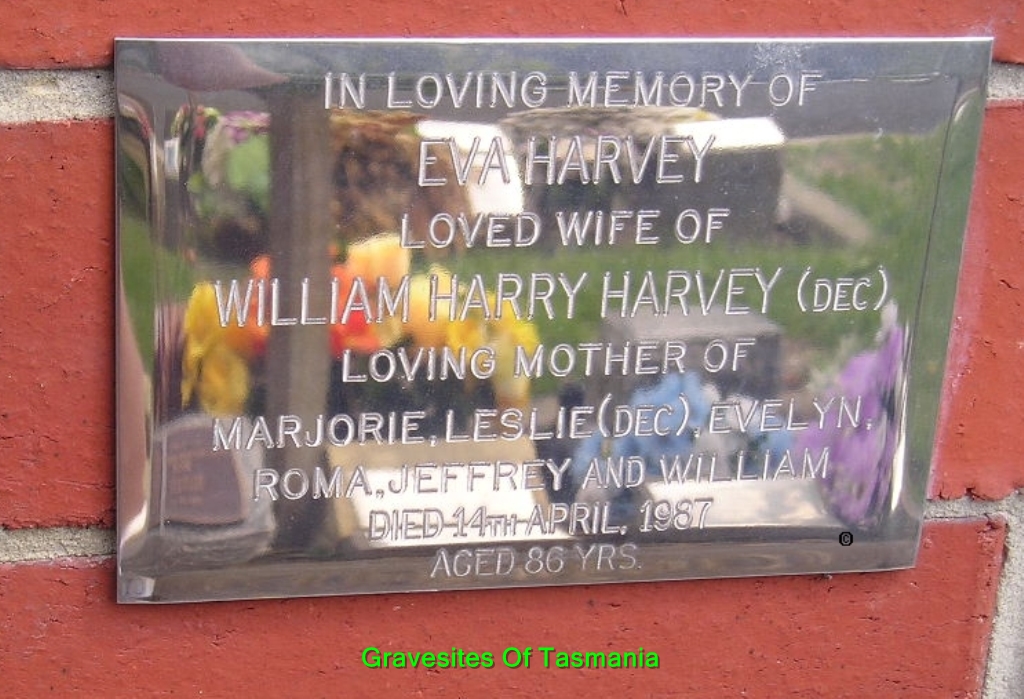 IN LOVING MEMORY OF
EVA HARVEY
LOVED WIFE OF
WILLIAM HARRY HARVEY (DEC)
LOVING MOTHER OF
MARJORIE, LESLIE (DEC), EVELYN,
ROMA, JEFFREY AND WILLIAM
DIED 14TH APRIL, 1987
AGED 86 YRS.
©
Gravesites Of Tasmania